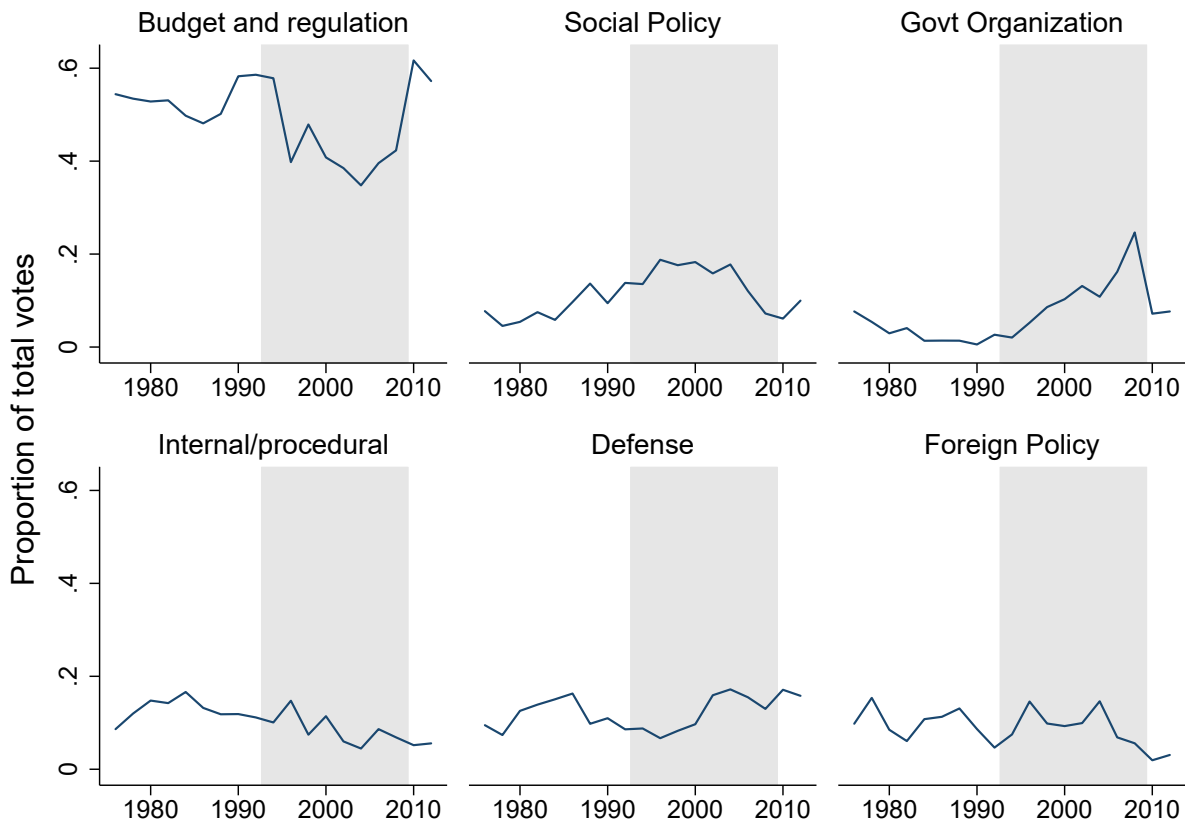 Budget and regulation
Social Policy
Govt Organization
Proportion of total votes
.6
.4
.2
0
1980 1990 2000 2010
1980 1990 2000 2010
1980 1990 2000 2010
Internal/procedural
Defense
Foreign Policy
.6
.4
.2
0
1980 1990 2000 2010
1980 1990 2000 2010
1980 1990 2000 2010